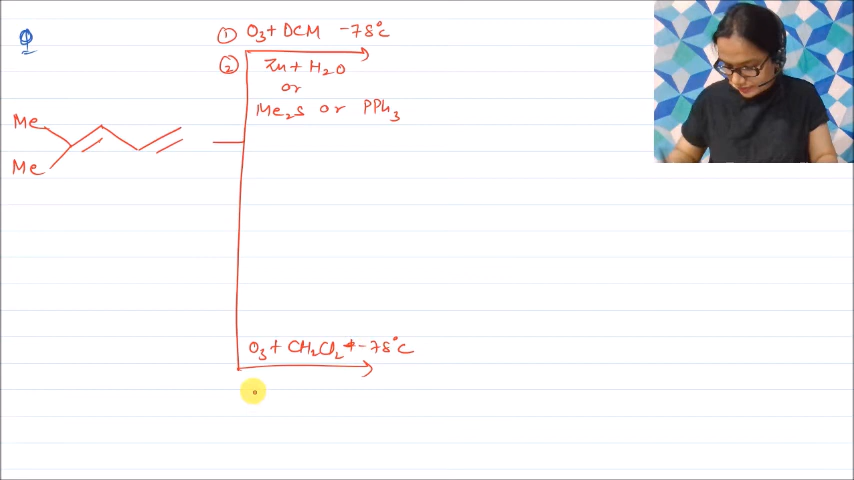 Q
① O₃ + DCM -78°C
② Zn + H₂O
or
Me₂S or PPh₃
Me
Me
O₃ + CH₂Cl₂ + -78°C